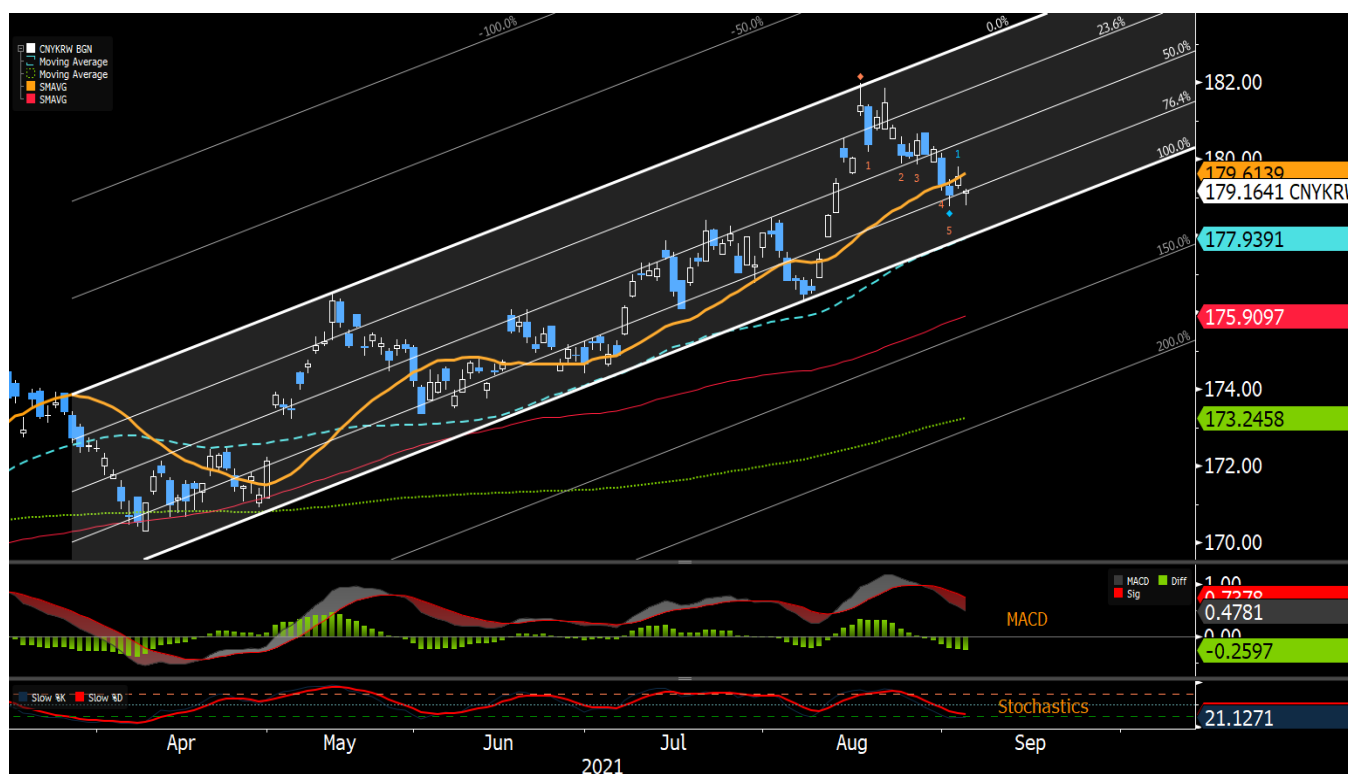 -100.0%
-50.0%
0.0%
23.6%
50.0%
76.4%
100.0%
150.0%
200.0%
CNYKRW BGN
Moving Average
Moving Average
SMAVG
SMAVG
182.00
180.00
179.6139
179.1641 CNYKRW
177.9391
175.9097
174.00
173.2458
172.00
170.00
1
2
3
4
5
1
MACD Diff
Sig
MACD
1.00
0.7378
0.4781
0.00
-0.2597
Slow %K Slow %D
Stochastics
21.1271
Apr May Jun Jul Aug Sep
2021